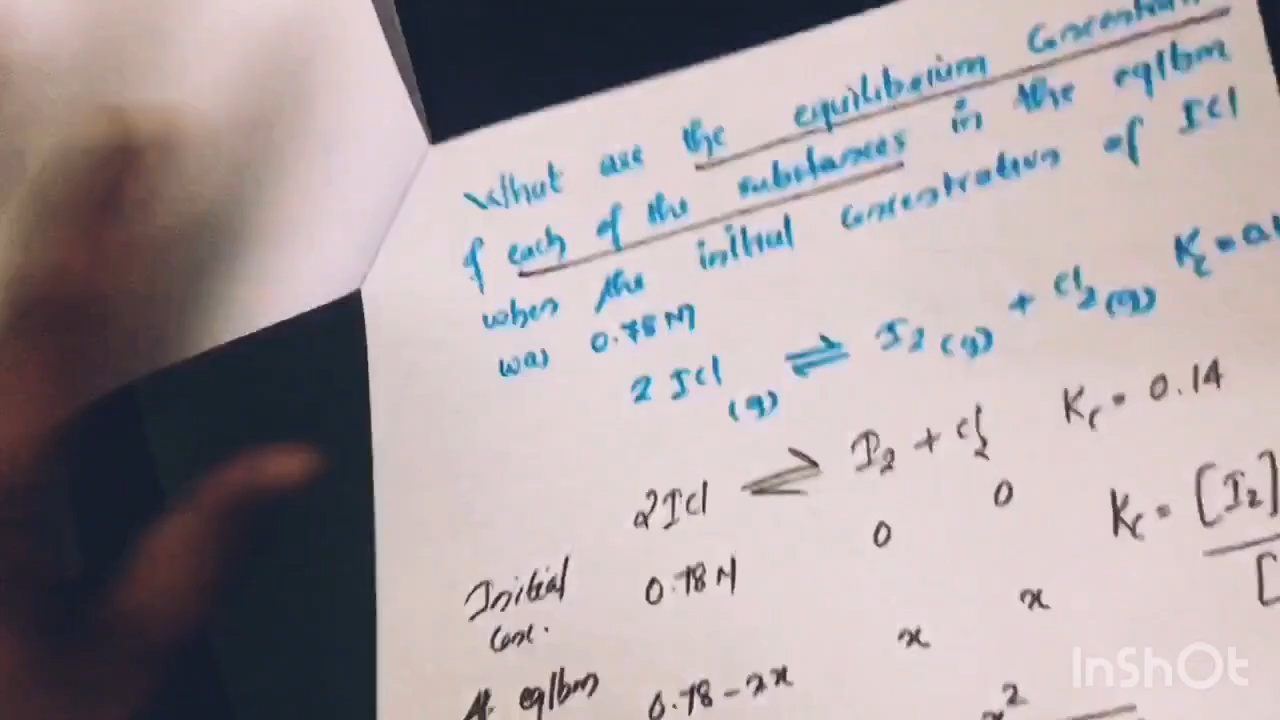 What are the equilibrium
f each of the substances in the eqlbm
when the initial concentration of ICl
was 0.78 M
2 ICl (g) ⇌ I2 (g) + Cl2 (g) Kc =
2ICl ⇌ I2 + Cl2 Kc = 0.14
Initial conc. 0.78 M 0 0
Kc = [I2]
[
At eqlbm 0.78-2x x x
x²
InShOt